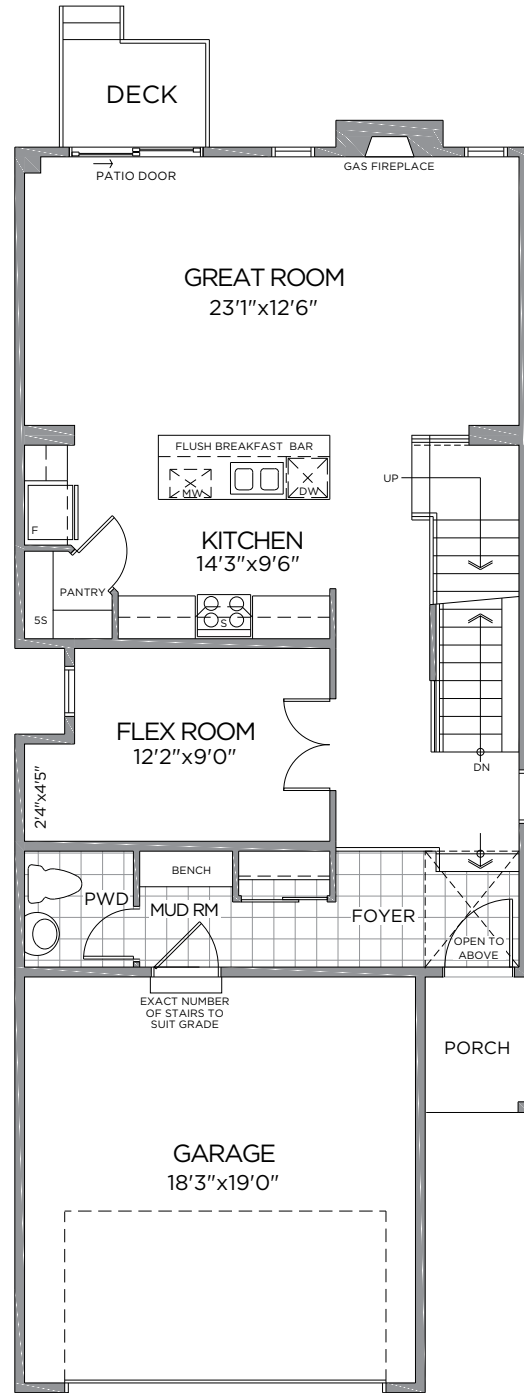 DECK
PATIO DOOR
GAS FIREPLACE
GREAT ROOM
23'1"x12'6"
FLUSH BREAKFAST BAR
MW
DW
UP
F
KITCHEN
14'3"x9'6"
PANTRY
5S
S
FLEX ROOM
12'2"x9'0"
2'4"x4'5"
DN
BENCH
PWD
MUD RM
FOYER
OPEN TO
ABOVE
EXACT NUMBER
OF STAIRS TO
SUIT GRADE
PORCH
GARAGE
18'3"x19'0"